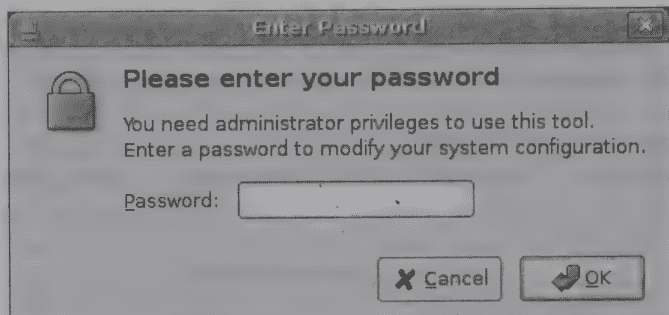 Enter Password
Please enter your password
You need administrator privileges to use this tool.
Enter a password to modify your system configuration.
Password:
Cancel
OK